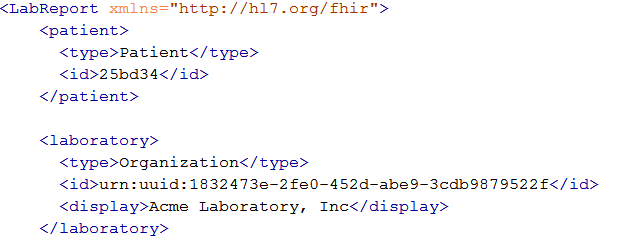 <LabReport xmlns="http://hl7.org/fhir">
<patient>
<type>Patient</type>
<id>25bd34</id>
</patient>
<laboratory>
<type>Organization</type>
<id>urn:uuid:1832473e-2fe0-452d-abe9-3cdb9879522f</id>
<display>Acme Laboratory, Inc</display>
</laboratory>